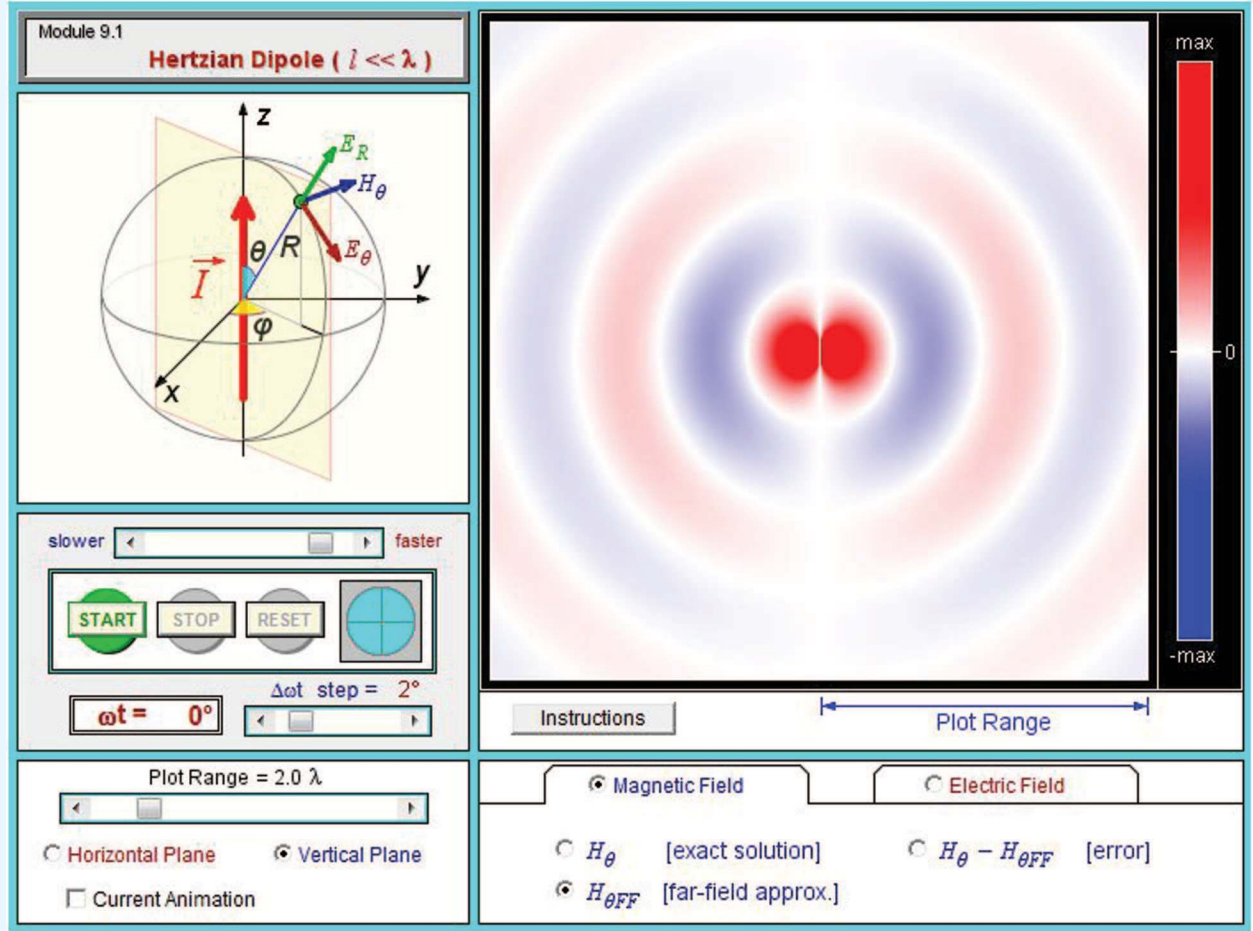 Module 9.1
Hertzian Dipole ( l << λ )
z
E_R
H_θ
θ
R
E_θ
I
y
φ
x
slower
faster
START
STOP
RESET
Δωt step = 2°
ωt = 0°
Plot Range = 2.0 λ
Horizontal Plane
Vertical Plane
Current Animation
max
0
-max
Instructions
Plot Range
Magnetic Field
Electric Field
H_θ [exact solution]
H_θ – H_θFF [error]
H_θFF [far-field approx.]